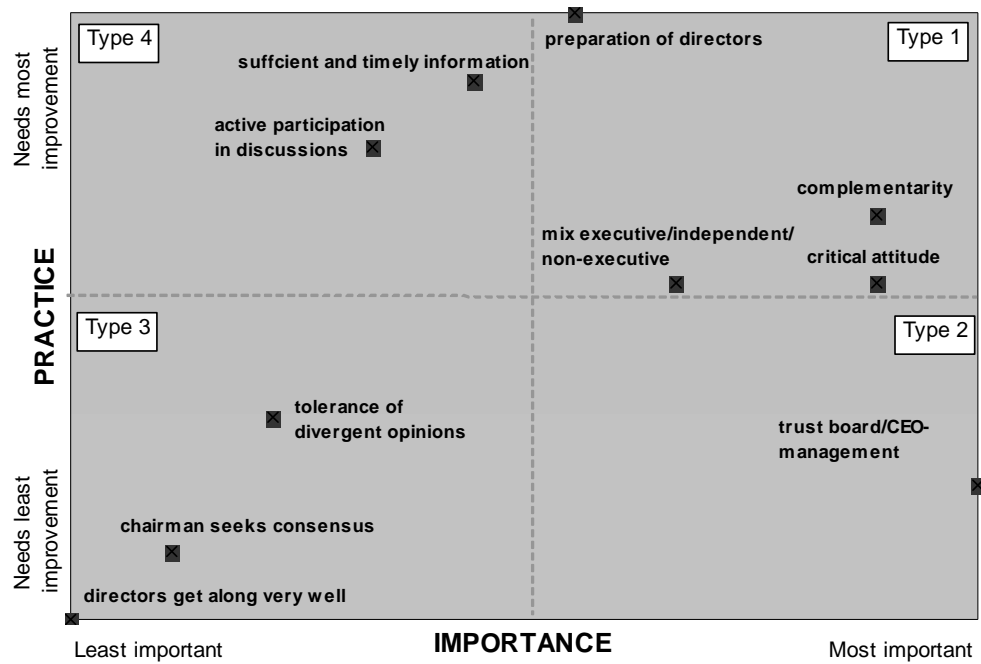 Type 4
Type 1
preparation of directors
suffcient and timely information
active participation
in discussions
complementarity
mix executive/independent/
non-executive
critical attitude
Needs most
improvement
PRACTICE
Type 3
Type 2
tolerance of
divergent opinions
trust board/CEO-
management
chairman seeks consensus
directors get along very well
Needs least
improvement
Least important
IMPORTANCE
Most important